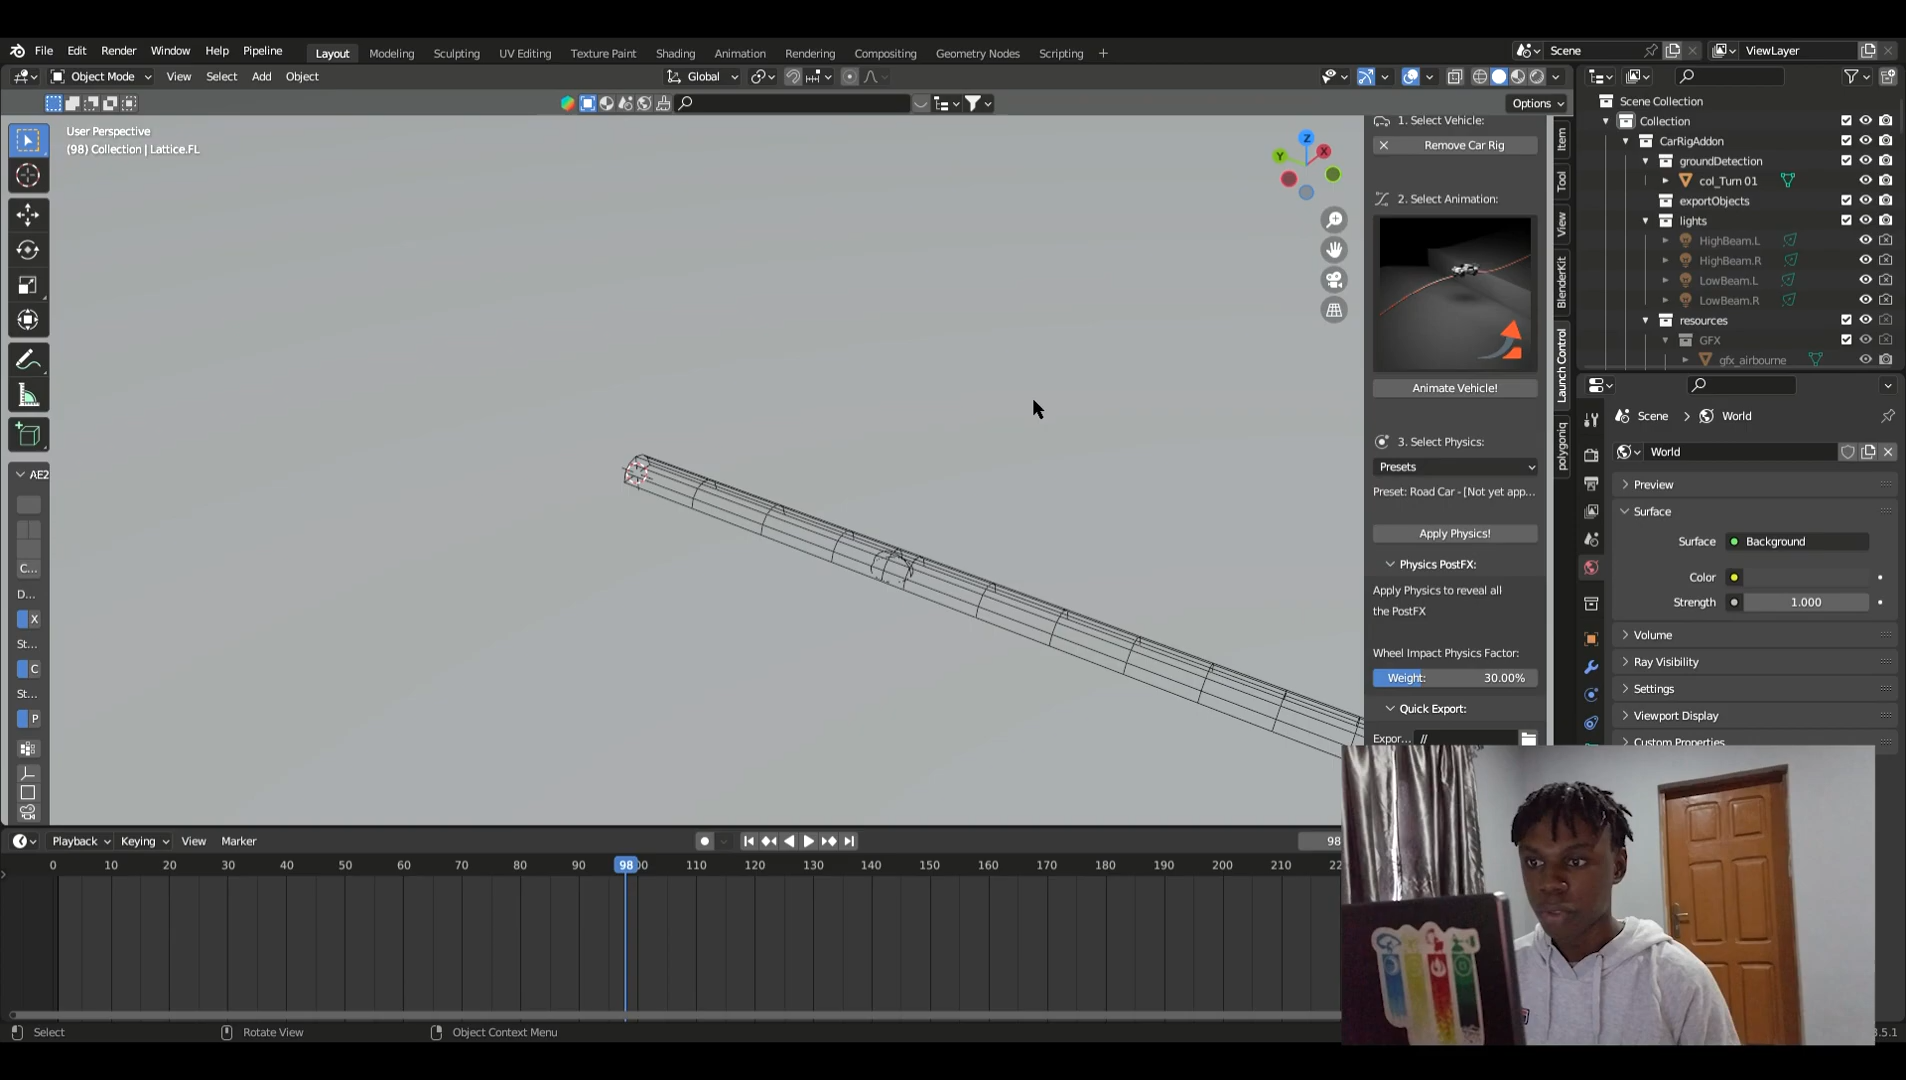 File Edit Render Window Help Pipeline
Layout Modeling Sculpting UV Editing Texture Paint Shading Animation Rendering Compositing Geometry Nodes Scripting +
Scene
ViewLayer
Object Mode View Select Add Object
Global
Options
User Perspective
(98) Collection | Lattice.FL
Z
Y
X
AE2
C...
D...
X
St...
C
St...
P
1. Select Vehicle:
Remove Car Rig
2. Select Animation:
Animate Vehicle!
3. Select Physics:
Presets
Preset: Road Car - [Not yet app...
Apply Physics!
Physics PostFX:
Apply Physics to reveal all
the PostFX
Wheel Impact Physics Factor:
Weight: 30.00%
Quick Export:
Expor... //
Item
Tool
View
BlenderKit
Launch Control
polygoniq
Scene Collection
Collection
CarRigAddon
groundDetection
col_Turn 01
exportObjects
lights
HighBeam.L
HighBeam.R
LowBeam.L
LowBeam.R
resources
GFX
gfx_airbourne
Scene > World
World
Preview
Surface
Surface Background
Color
Strength 1.000
Volume
Ray Visibility
Settings
Viewport Display
Custom Properties
Playback Keying View Marker
98
0 10 20 30 40 50 60 70 80 90 98 00 110 120 130 140 150 160 170 180 190 200 210
Select Rotate View Object Context Menu
.5.1